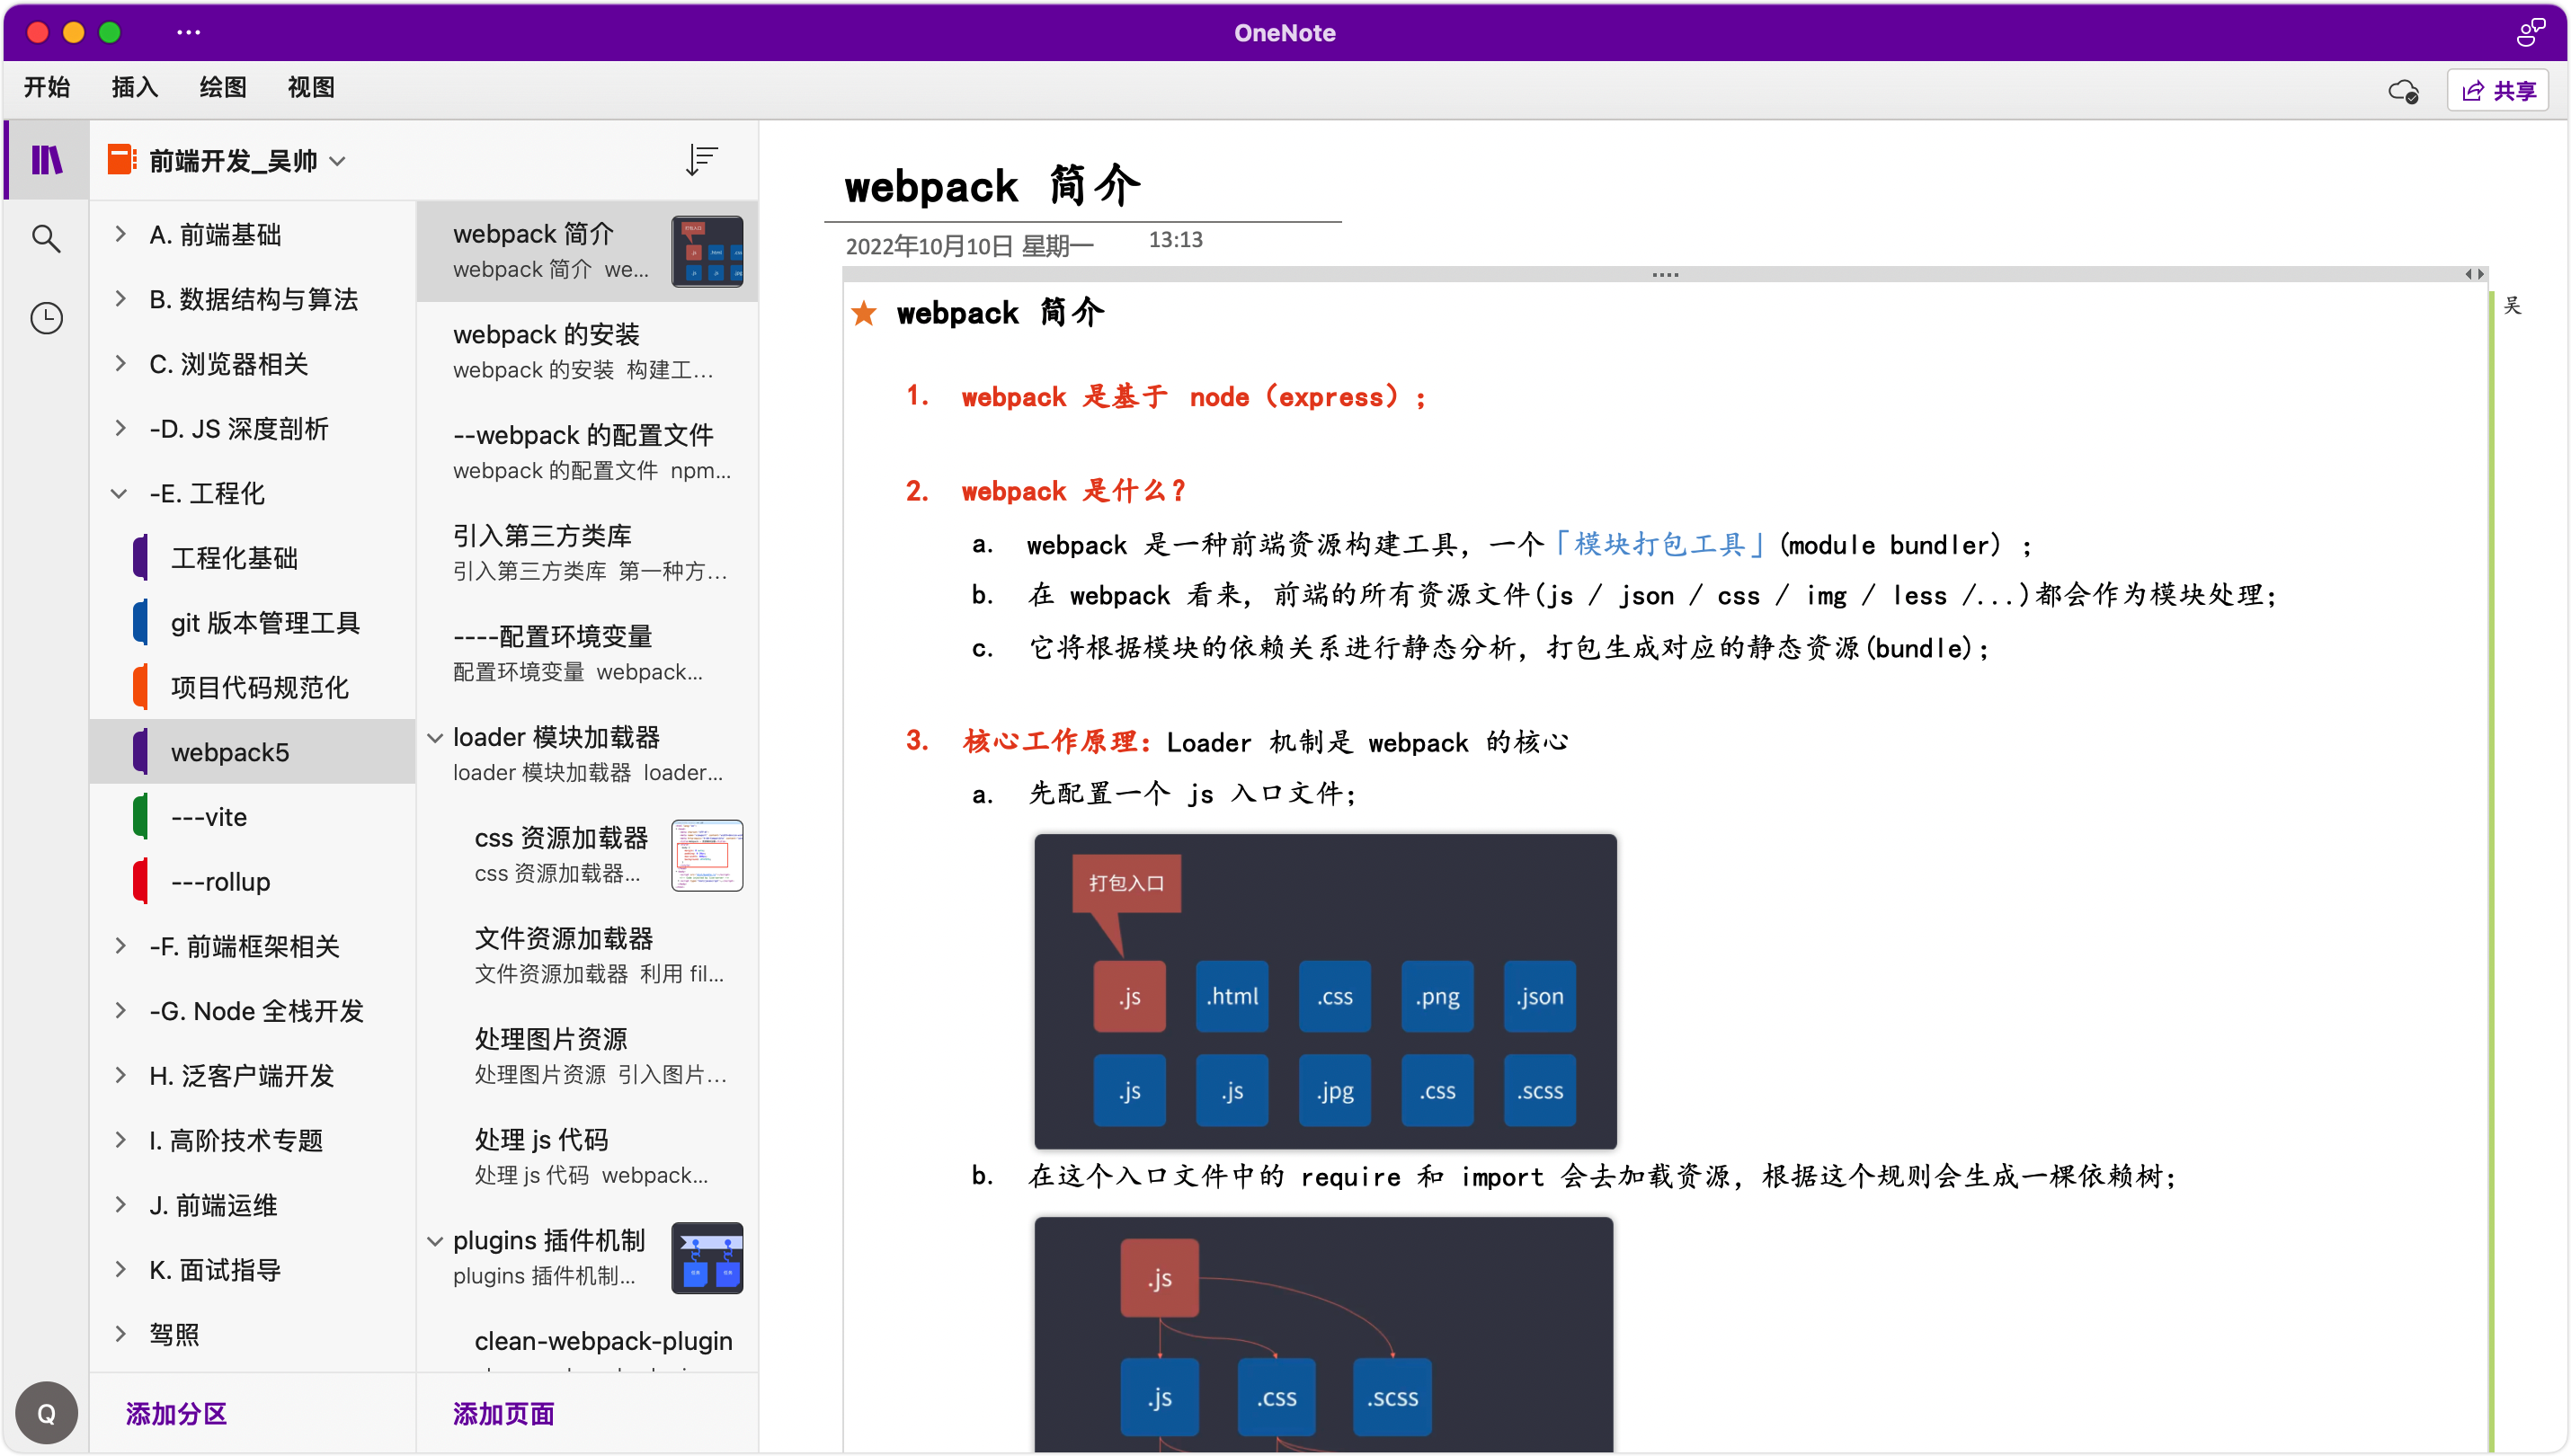 OneNote
开始 插入 绘图 视图 共享
前端开发_吴帅
A. 前端基础
B. 数据结构与算法
C. 浏览器相关
-D. JS 深度剖析
-E. 工程化
工程化基础
git 版本管理工具
项目代码规范化
webpack5
---vite
---rollup
-F. 前端框架相关
-G. Node 全栈开发
H. 泛客户端开发
I. 高阶技术专题
J. 前端运维
K. 面试指导
驾照
添加分区
Q
webpack 简介
webpack 简介 we...
webpack 的安装
webpack 的安装 构建工...
--webpack 的配置文件
webpack 的配置文件 npm...
引入第三方类库
引入第三方类库 第一种方...
----配置环境变量
配置环境变量 webpack...
loader 模块加载器
loader 模块加载器 loader...
css 资源加载器
css 资源加载器...
文件资源加载器
文件资源加载器 利用 fil...
处理图片资源
处理图片资源 引入图片...
处理 js 代码
处理 js 代码 webpack...
plugins 插件机制
plugins 插件机制...
clean-webpack-plugin
添加页面
webpack 简介
2022年10月10日 星期一 13:13
webpack 简介
吴
1. webpack 是基于 node（express）；
2. webpack 是什么？
a. webpack 是一种前端资源构建工具，一个「模块打包工具」(module bundler) ；
b. 在 webpack 看来，前端的所有资源文件(js / json / css / img / less /...)都会作为模块处理；
c. 它将根据模块的依赖关系进行静态分析，打包生成对应的静态资源(bundle)；
3. 核心工作原理：Loader 机制是 webpack 的核心
a. 先配置一个 js 入口文件；
打包入口
.js .html .css .png .json
.js .js .jpg .css .scss
b. 在这个入口文件中的 require 和 import 会去加载资源，根据这个规则会生成一棵依赖树；
.js
.js .css .scss